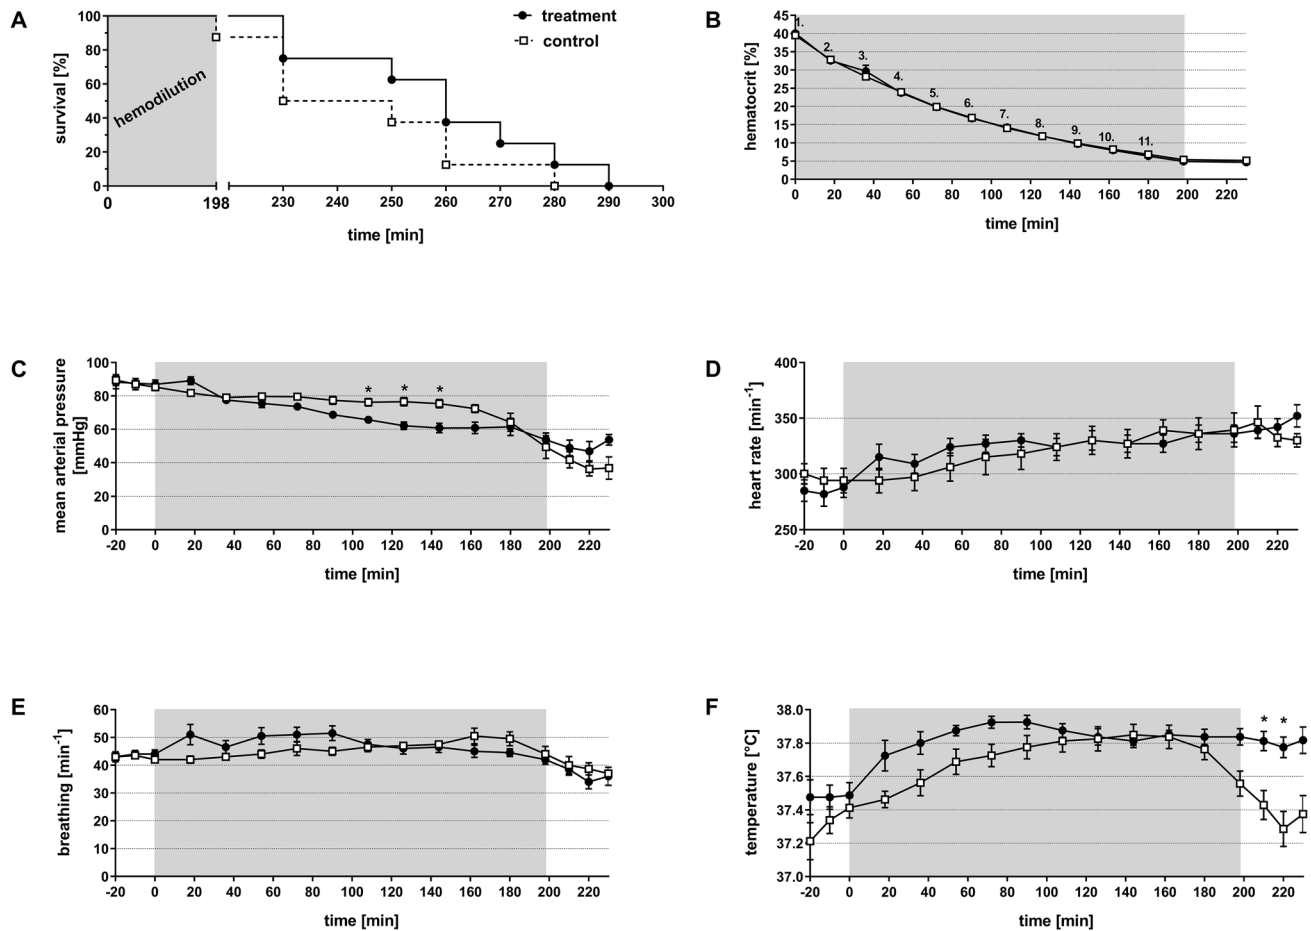 A
treatment
control
survival [%]
100
80
60
40
20
0
hemodilution
0
198
230
240
250
260
270
280
290
300
time [min]
B
hematocrit [%]
45
40
35
30
25
20
15
10
5
0
1.
2.
3.
4.
5.
6.
7.
8.
9.
10.
11.
0 20 40 60 80 100 120 140 160 180 200 220
time [min]
C
mean arterial pressure
[mmHg]
100
80
60
40
20
0
* * *
-20 0 20 40 60 80 100 120 140 160 180 200 220
time [min]
D
heart rate [min-1]
400
350
300
250
-20 0 20 40 60 80 100 120 140 160 180 200 220
time [min]
E
breathing [min-1]
60
50
40
30
20
10
0
-20 0 20 40 60 80 100 120 140 160 180 200 220
time [min]
F
temperature [°C]
38.0
37.8
37.6
37.4
37.2
37.0
* *
-20 0 20 40 60 80 100 120 140 160 180 200 220
time [min]